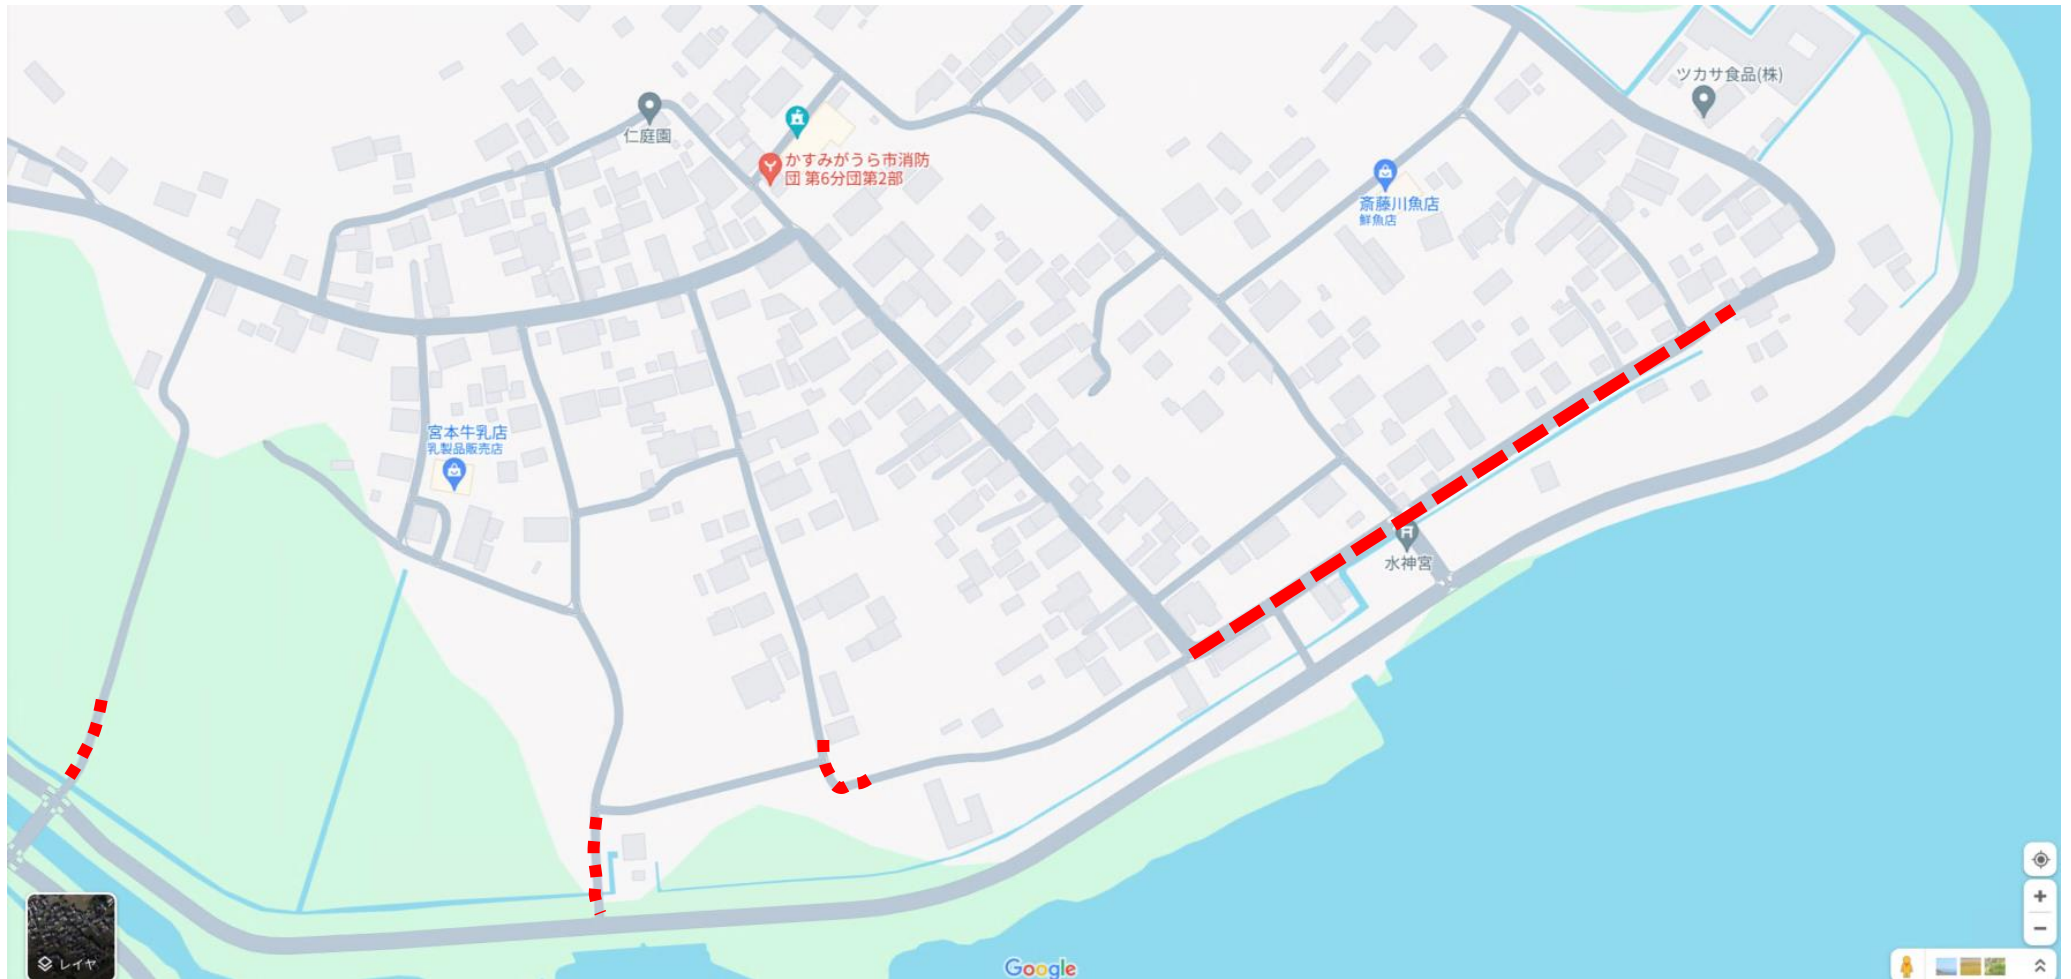 ツカサ食品(株)
仁庭園
かすみがうら市消防
団 第6分団第2部
斎藤川魚店
鮮魚店
宮本牛乳店
乳製品販売店
水神宮
レイヤ
Google